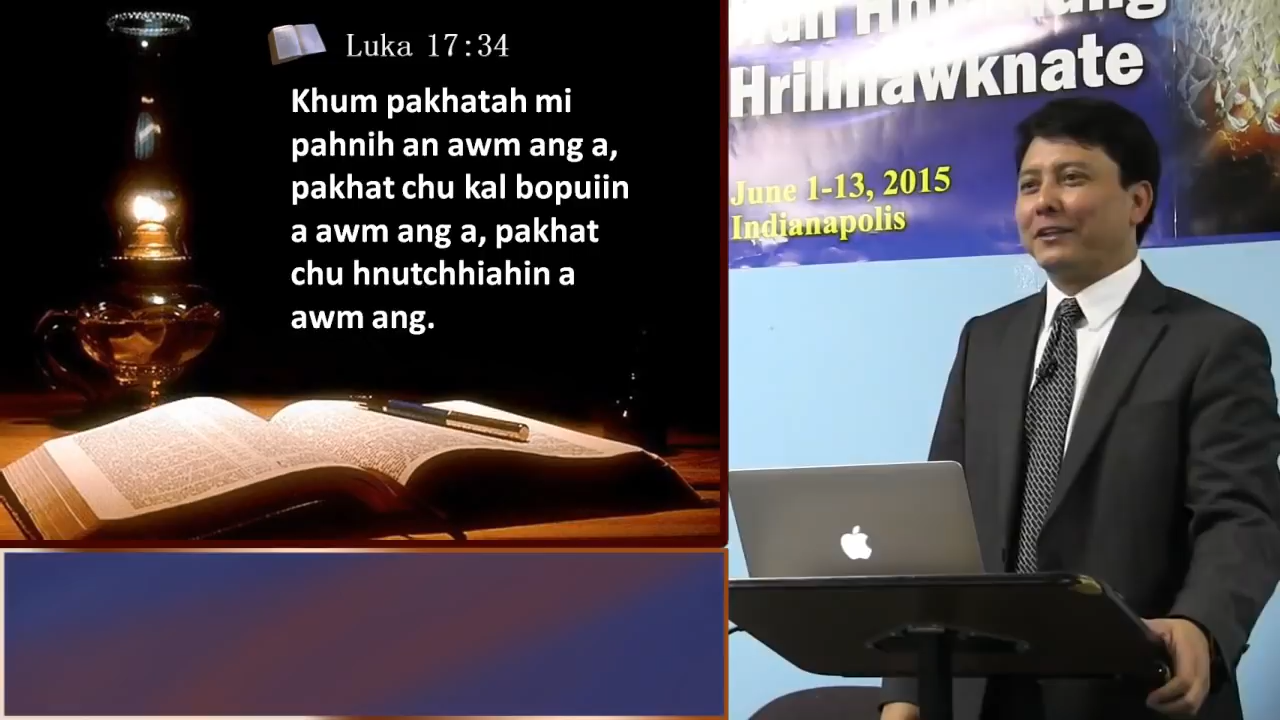 Luka 17:34
Khum pakhatah mi
pahnih an awm ang a,
pakhat chu kal bopuiin
a awm ang a, pakhat
chu hnutchhiahin a
awm ang.
June 1-13, 2015
Indianapolis